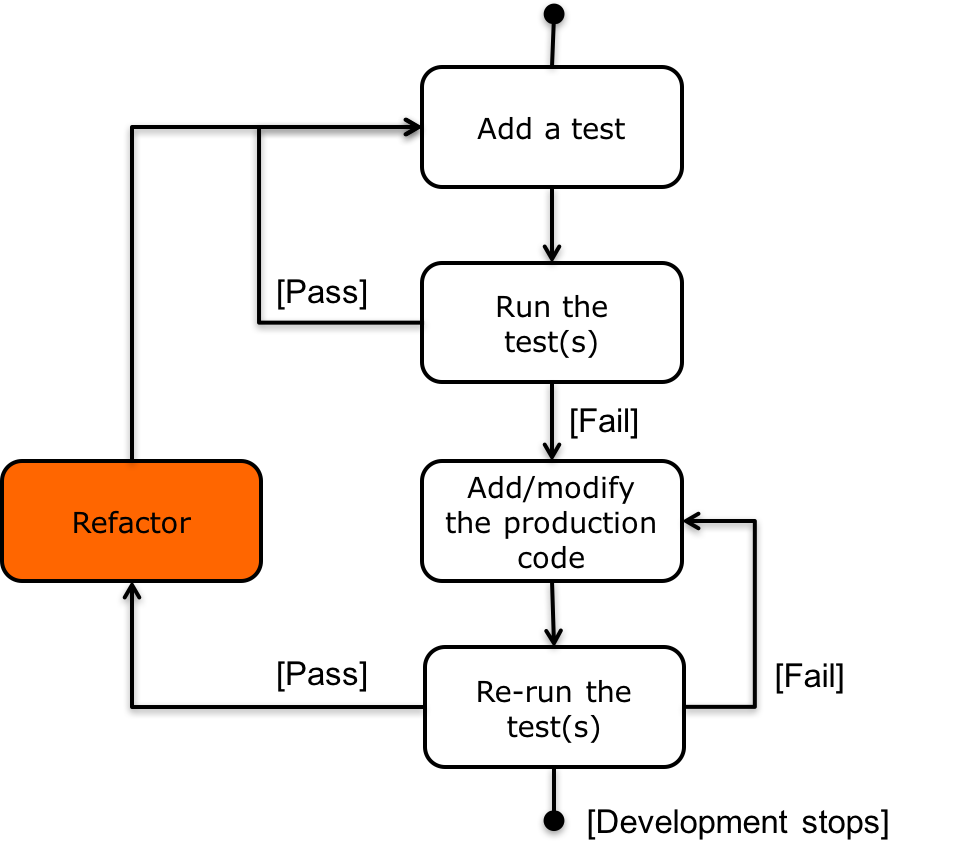 Add a test
[Pass]
Run the
test(s)
[Fail]
Refactor
Add/modify
the production
code
[Pass]
Re-run the
test(s)
[Fail]
[Development stops]